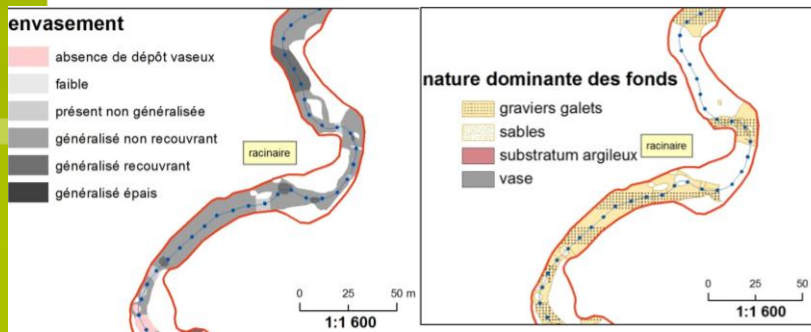 envasement
absence de dépôt vaseux
faible
présent non généralisée
généralisé non recouvrant
généralisé recouvrant
généralisé épais
racinaire
0 25 50 m
1:1 600
nature dominante des fonds
graviers galets
sables
substratum argileux
vase
racinaire
0 25 50 m
1:1 600